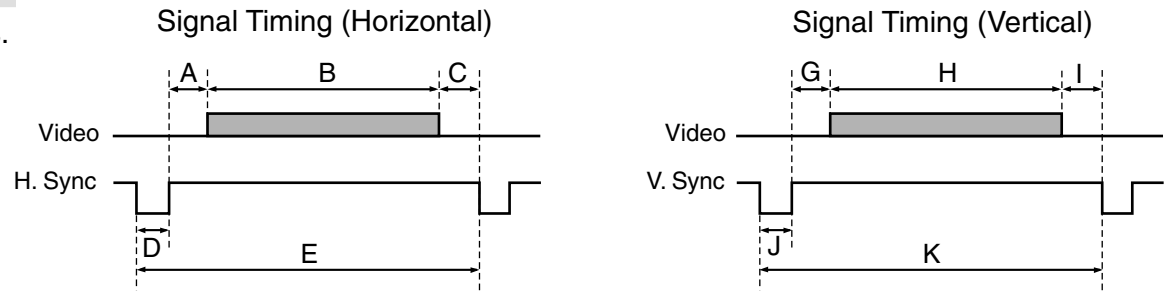 Signal Timing (Horizontal)
.
A B C
Video
H. Sync
D
E
Signal Timing (Vertical)
G H I
Video
V. Sync
J
K